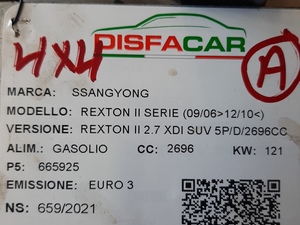 4x4
DISFACAR
A
MARCA: SSANGYONG
MODELLO: REXTON II SERIE (09/06>12/10<)
VERSIONE: REXTON II 2.7 XDI SUV 5P/D/2696CC
ALIM.: GASOLIO CC: 2696 KW: 121
P5: 665925
EMISSIONE: EURO 3
NS: 659/2021